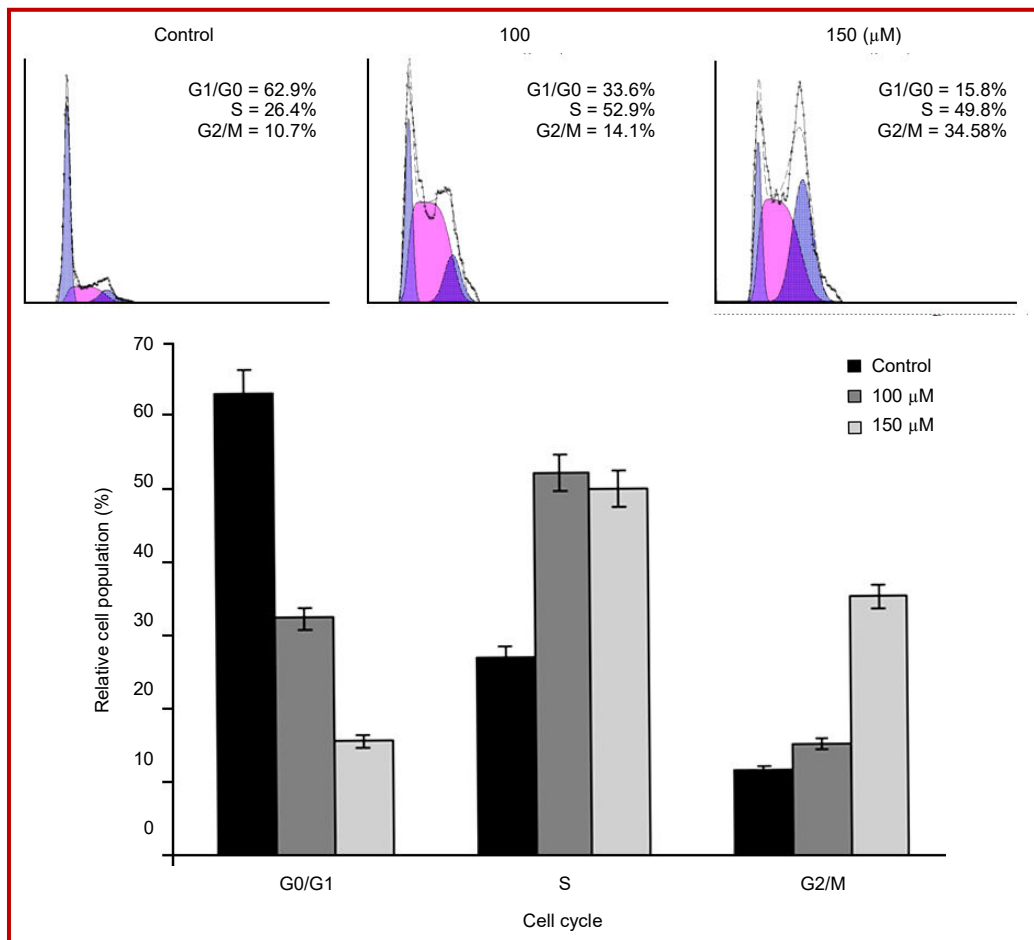 Control
100
150 (μM)
G1/G0 = 62.9%
S = 26.4%
G2/M = 10.7%
G1/G0 = 33.6%
S = 52.9%
G2/M = 14.1%
G1/G0 = 15.8%
S = 49.8%
G2/M = 34.58%
70
60
50
40
30
20
10
0
Relative cell population (%)
Control
100 μM
150 μM
G0/G1
S
G2/M
Cell cycle